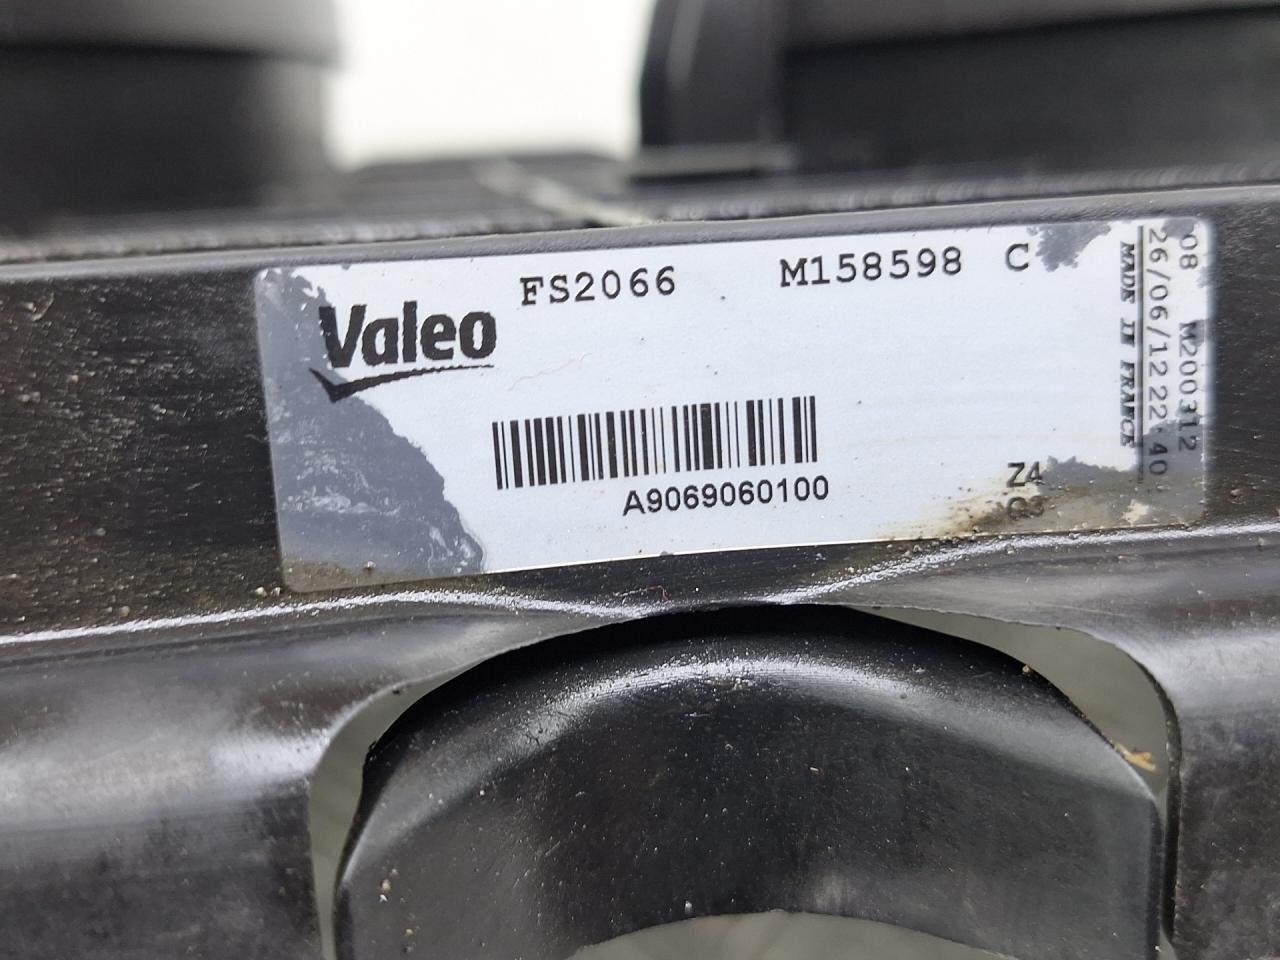 FS2066 M158598 C
Valeo
A9069060100
Z4
08 M200312
26/06/12 22:40
MADE IN FRANCE